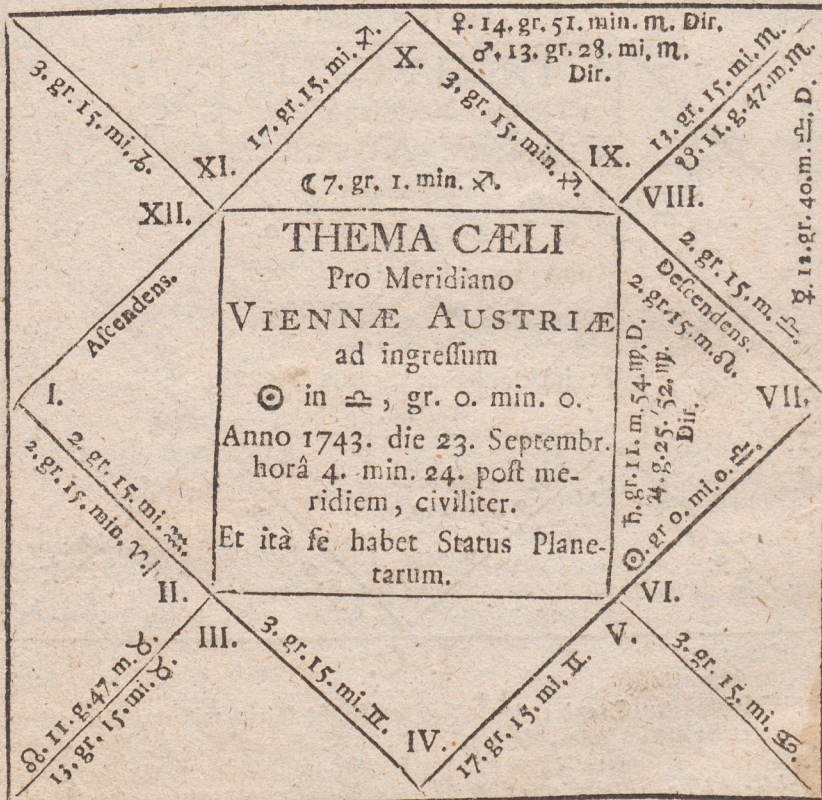 ♀. 14. gr. 51. min. ♏. Dir.
♂. 13. gr. 28. mi. ♏.
Dir.
X.
17. gr. 15. mi. ♐.
3. gr. 15. min. ♐.
3. gr. 15. mi. ♑.
XI.
XII.
☾ 7. gr. 1. min. ♐.
IX.
VIII.
13. gr. 15. mi. ♏.
☋. 11. g. 47. m. ♏.
☿. 12. gr. 40. m. ♎. D.
2. gr. 15. m. ♎.
Deſcendens.
2. gr. 15. m. ♌.
Aſcendens.
THEMA CÆLI
Pro Meridiano
VIENNÆ AUSTRIÆ
ad ingreſſum
☉ in ♎, gr. 0. min. 0.
Anno 1743. die 23. Septembr.
horâ 4. min. 24. poſt me-
ridiem, civiliter.
Et ità ſe habet Status Plane-
tarum.
I.
VII.
♄. gr. 11. m. 54. ♍. D.
♃. g. 25. 52. ♍.
Dir.
☉. gr 0. mi. 0. ♎.
2. gr. 15. mi. ♒.
2. gr. 15. min. ♈.
II.
III.
VI.
V.
☊. 11. g. 47. m. ♉.
13. gr. 15. mi. ♉.
3. gr. 15. mi. ♊.
IV.
17. gr. 15. mi. ♊.
3. gr. 15. mi. ♋.